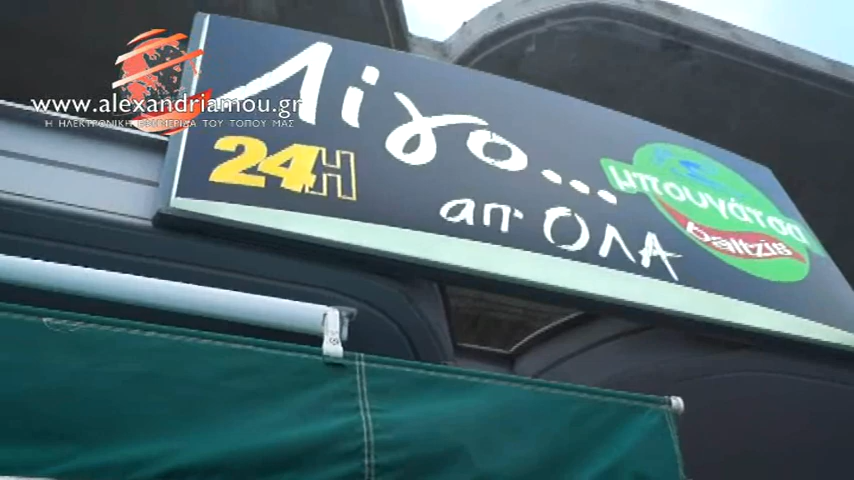 www.alexandriamou.gr
Η ΗΛΕΚΤΡΟΝΙΚΗ ΕΦΗΜΕΡΙΔΑ ΤΟΥ ΤΟΠΟΥ ΜΑΣ
Λίγο...
24H
απ' ΟΛΑ
μπουγάτσα
baltzis